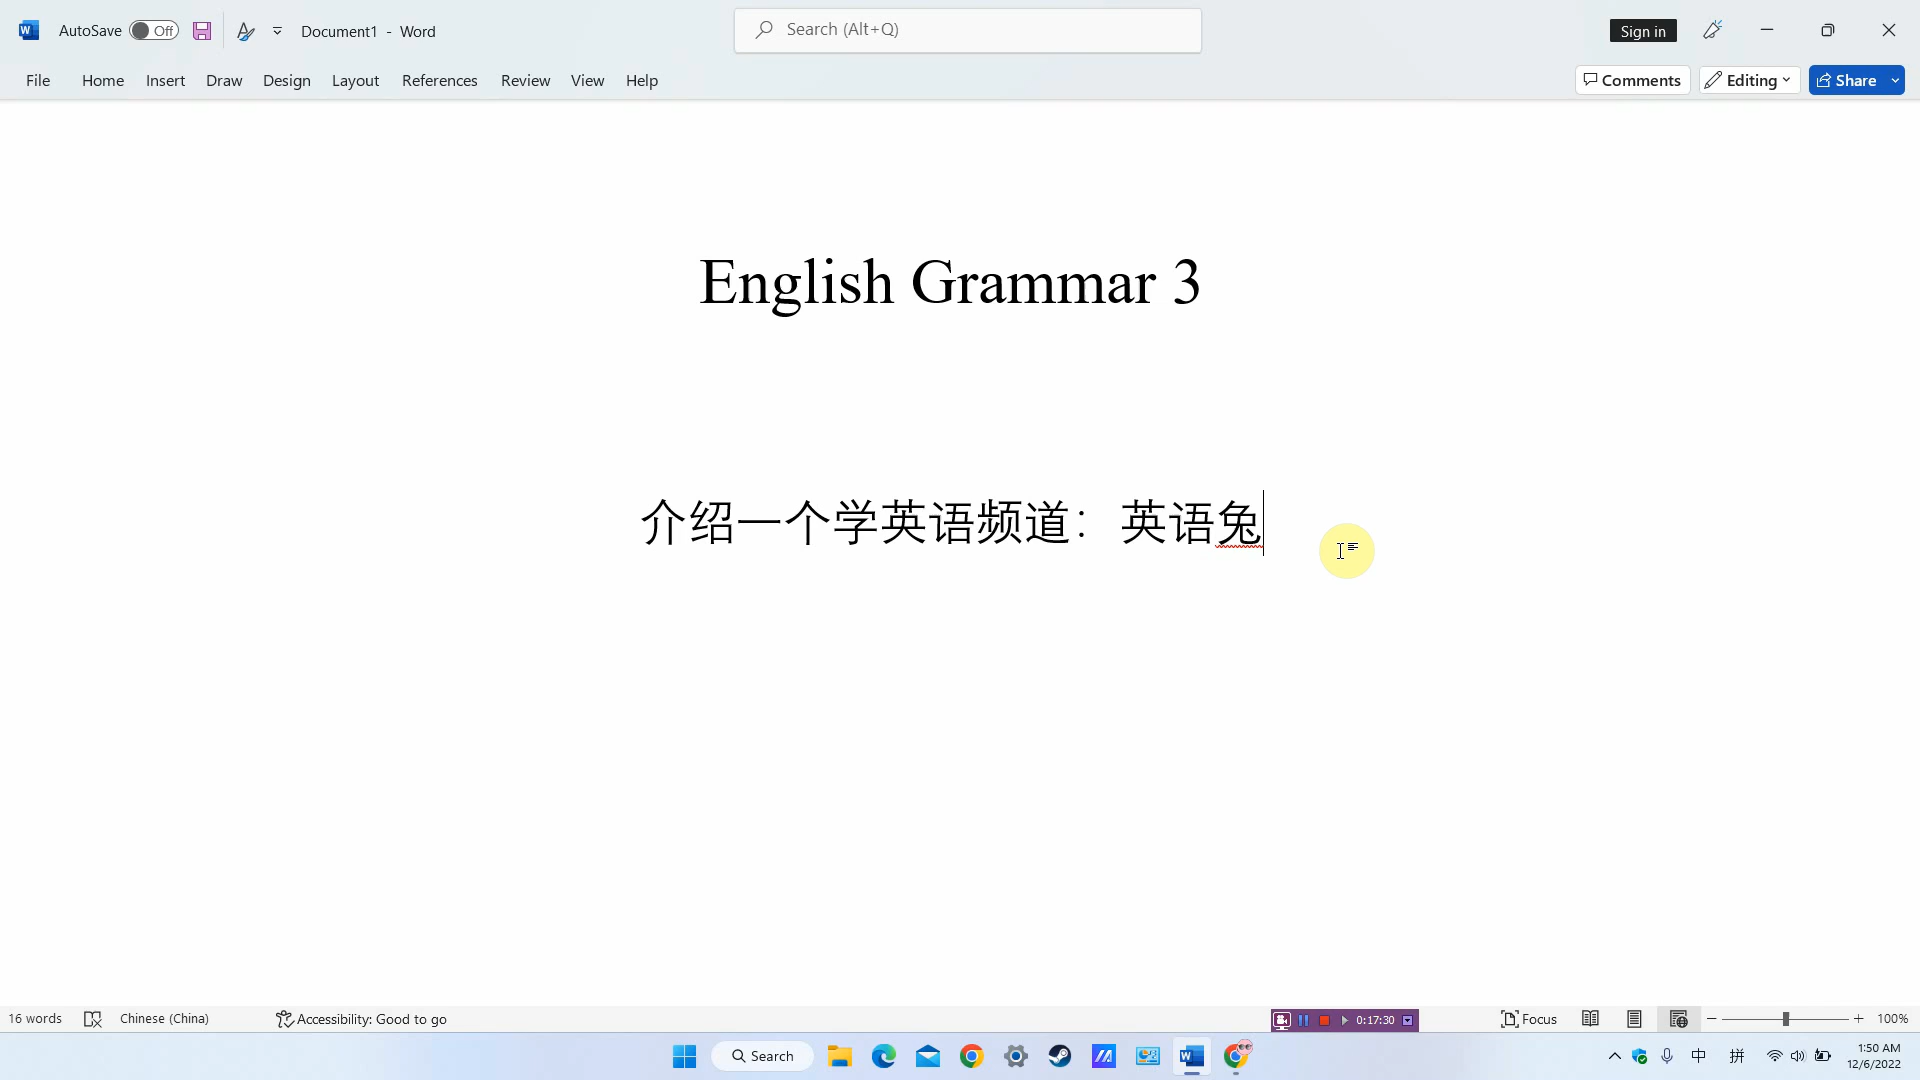 AutoSave Off Document1 - Word Search (Alt+Q) Sign in
File Home Insert Draw Design Layout References Review View Help Comments Editing Share
English Grammar 3
介绍一个学英语频道：英语兔
16 words Chinese (China) Accessibility: Good to go 0:17:30 Focus 100%
Search 中 拼 1:50 AM
12/6/2022